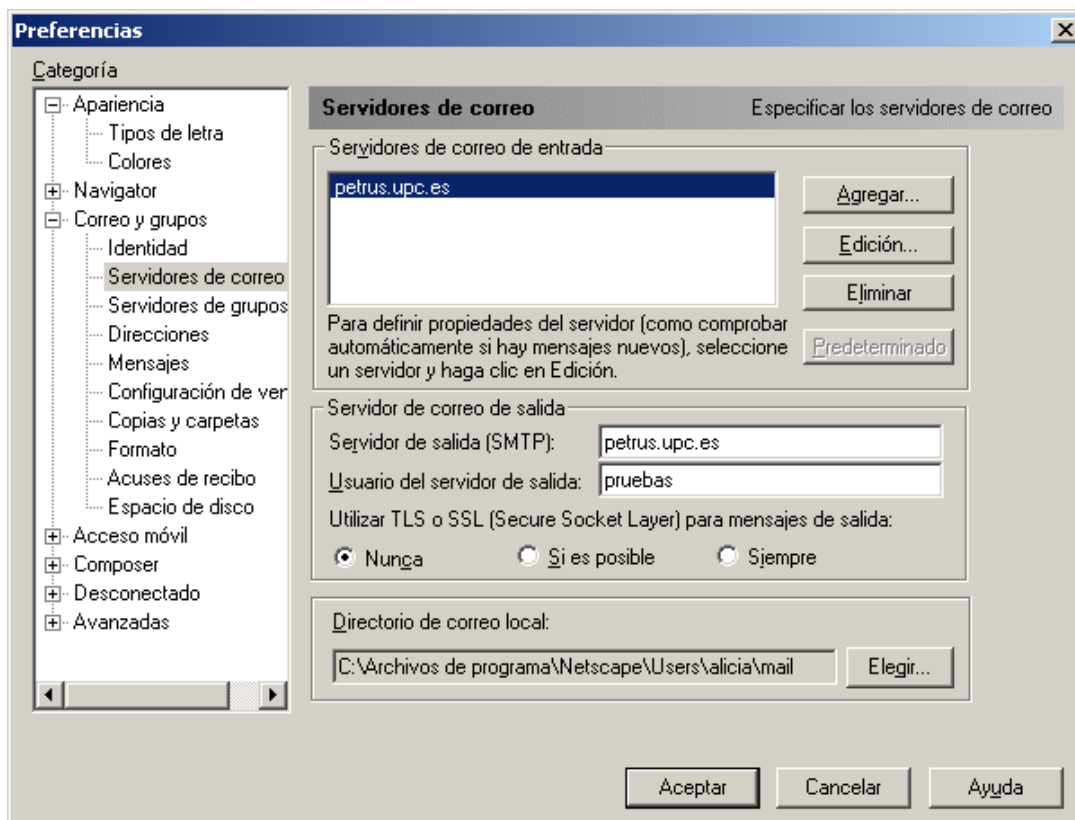 Preferencias
Categoría
Apariencia
Tipos de letra
Colores
Navigator
Correo y grupos
Identidad
Servidores de correo
Servidores de grupos
Direcciones
Mensajes
Configuración de ver
Copias y carpetas
Formato
Acuses de recibo
Espacio de disco
Acceso móvil
Composer
Desconectado
Avanzadas
Servidores de correo Especificar los servidores de correo
Servidores de correo de entrada
petrus.upc.es
Agregar...
Edición...
Eliminar
Predeterminado
Para definir propiedades del servidor (como comprobar
automáticamente si hay mensajes nuevos), seleccione
un servidor y haga clic en Edición.
Servidor de correo de salida
Servidor de salida (SMTP): petrus.upc.es
Usuario del servidor de salida: pruebas
Utilizar TLS o SSL (Secure Socket Layer) para mensajes de salida:
Nunca Si es posible Siempre
Directorio de correo local:
C:\Archivos de programa\Netscape\Users\alicia\mail Elegir...
Aceptar Cancelar Ayuda